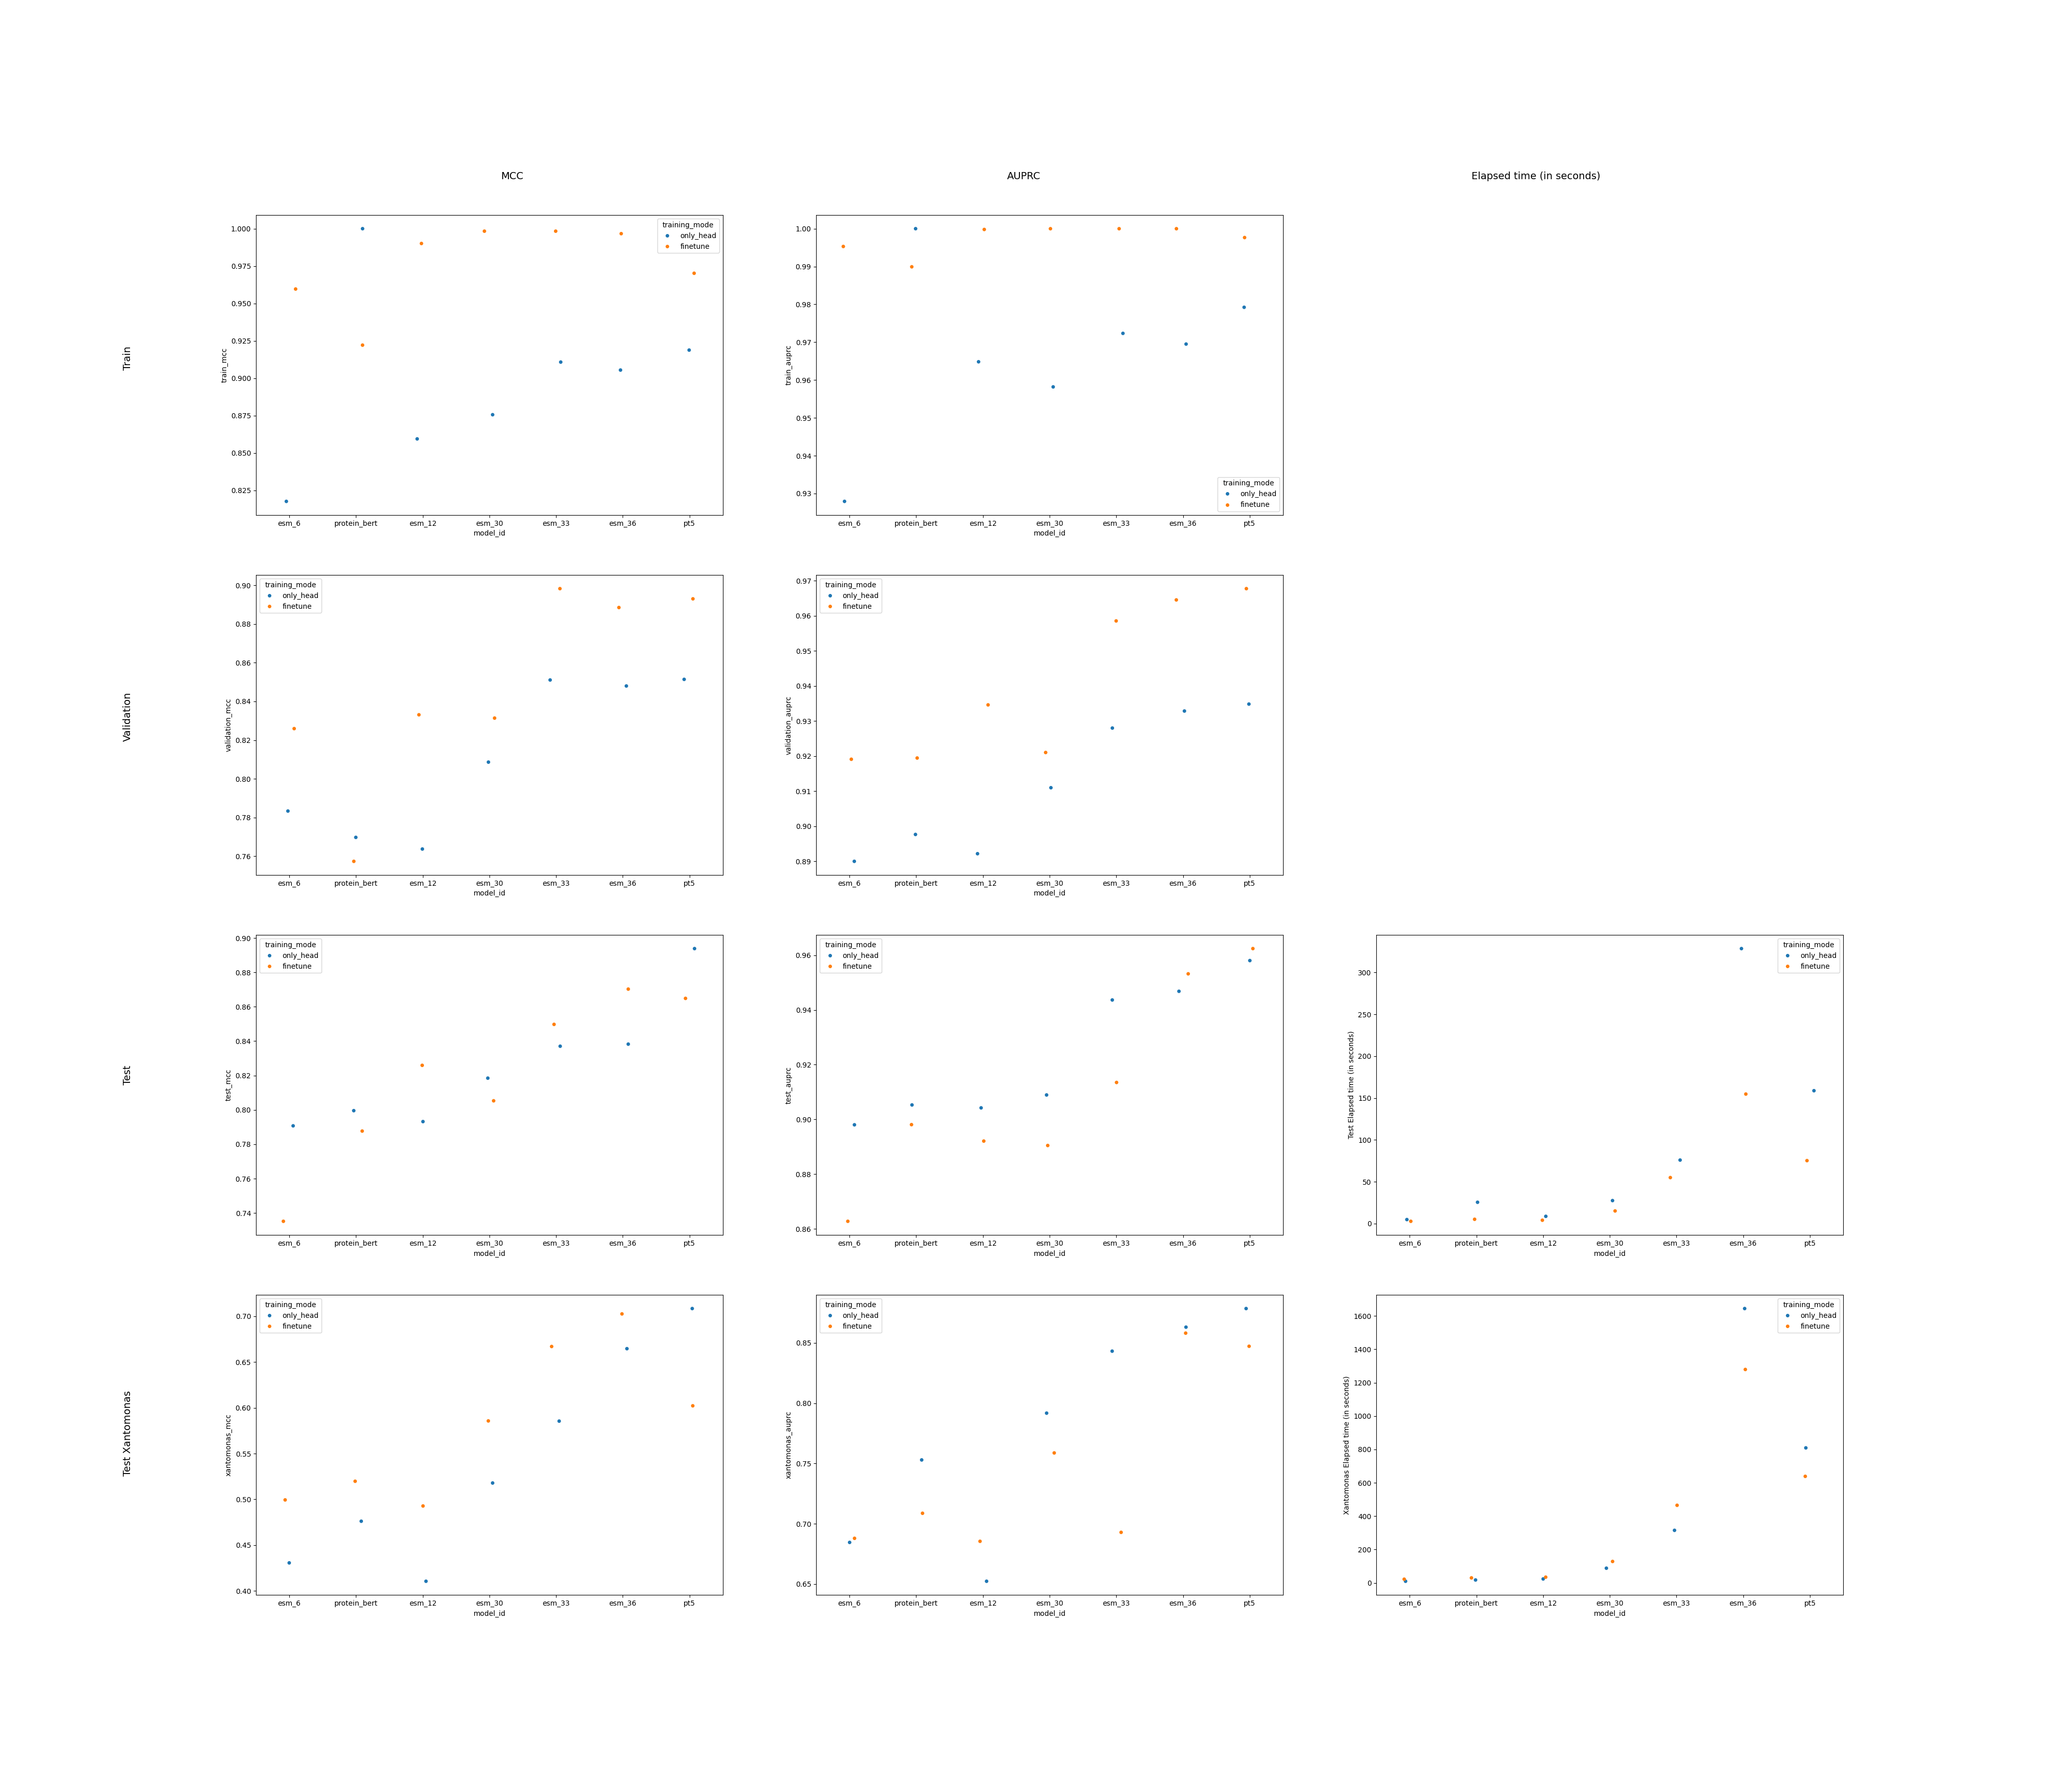 MCC
AUPRC
Elapsed time (in seconds)
Train
train_mcc
1.000
0.975
0.950
0.925
0.900
0.875
0.850
0.825
training_mode
only_head
finetune
esm_6 protein_bert esm_12 esm_30 esm_33 esm_36 pt5
model_id
train_auprc
1.00
0.99
0.98
0.97
0.96
0.95
0.94
0.93
training_mode
only_head
finetune
esm_6 protein_bert esm_12 esm_30 esm_33 esm_36 pt5
model_id
Validation
validation_mcc
0.90
0.88
0.86
0.84
0.82
0.80
0.78
0.76
training_mode
only_head
finetune
esm_6 protein_bert esm_12 esm_30 esm_33 esm_36 pt5
model_id
validation_auprc
0.97
0.96
0.95
0.94
0.93
0.92
0.91
0.90
0.89
training_mode
only_head
finetune
esm_6 protein_bert esm_12 esm_30 esm_33 esm_36 pt5
model_id
Test
test_mcc
0.90
0.88
0.86
0.84
0.82
0.80
0.78
0.76
0.74
training_mode
only_head
finetune
esm_6 protein_bert esm_12 esm_30 esm_33 esm_36 pt5
model_id
test_auprc
0.96
0.94
0.92
0.90
0.88
0.86
training_mode
only_head
finetune
esm_6 protein_bert esm_12 esm_30 esm_33 esm_36 pt5
model_id
Test Elapsed time (in seconds)
300
250
200
150
100
50
0
training_mode
only_head
finetune
esm_6 protein_bert esm_12 esm_30 esm_33 esm_36 pt5
model_id
Test Xantomonas
xantomonas_mcc
0.70
0.65
0.60
0.55
0.50
0.45
0.40
training_mode
only_head
finetune
esm_6 protein_bert esm_12 esm_30 esm_33 esm_36 pt5
model_id
xantomonas_auprc
0.85
0.80
0.75
0.70
0.65
training_mode
only_head
finetune
esm_6 protein_bert esm_12 esm_30 esm_33 esm_36 pt5
model_id
Xantomonas Elapsed time (in seconds)
1600
1400
1200
1000
800
600
400
200
0
training_mode
only_head
finetune
esm_6 protein_bert esm_12 esm_30 esm_33 esm_36 pt5
model_id